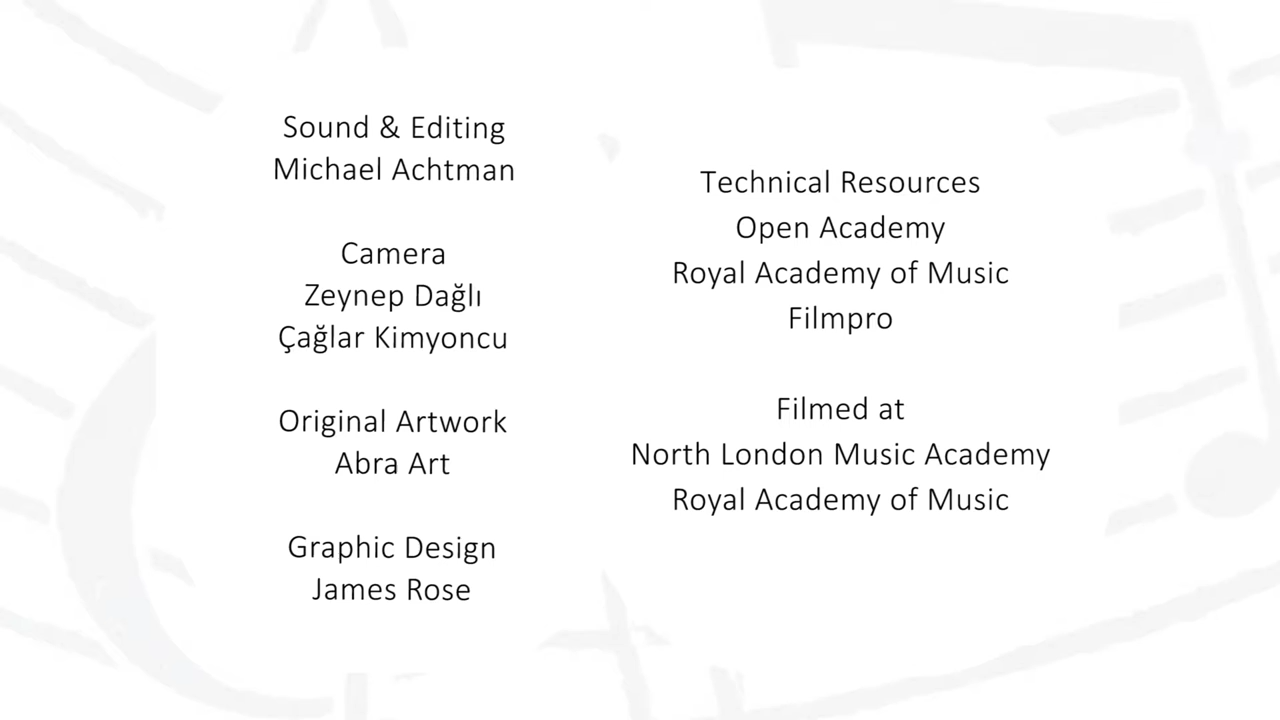 Sound & Editing
Michael Achtman
Camera
Zeynep Dağlı
Çağlar Kimyoncu
Original Artwork
Abra Art
Graphic Design
James Rose
Technical Resources
Open Academy
Royal Academy of Music
Filmpro
Filmed at
North London Music Academy
Royal Academy of Music